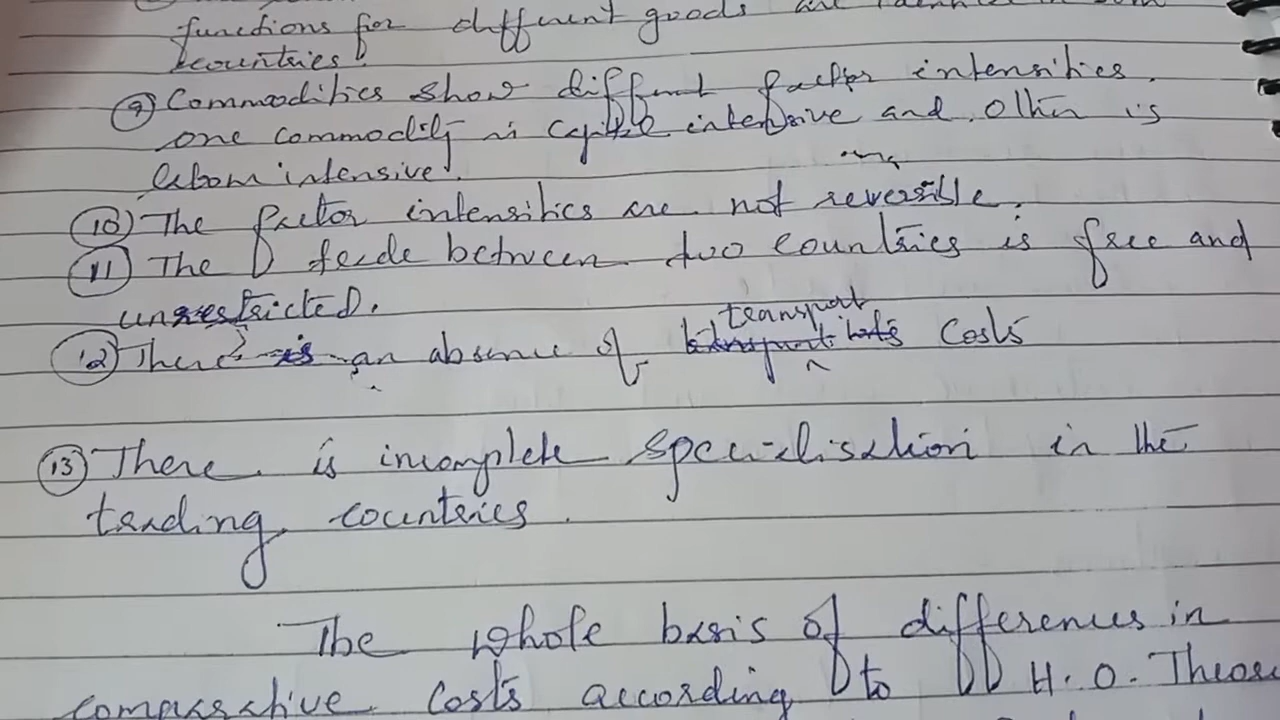 functions for different goods are in
countries.
(9) Commodities show different factor intensities.
one commodity is capital intensive and other is
labour intensive.
(10) The factor intensities are not reversible.
(11) The trade between two countries is free and
unrestricted.
transport
(12) There is an absence of costs
(13) There is incomplete specialisation in the
trading countries.
The whole basis of differences in
comparative costs according to H.O.